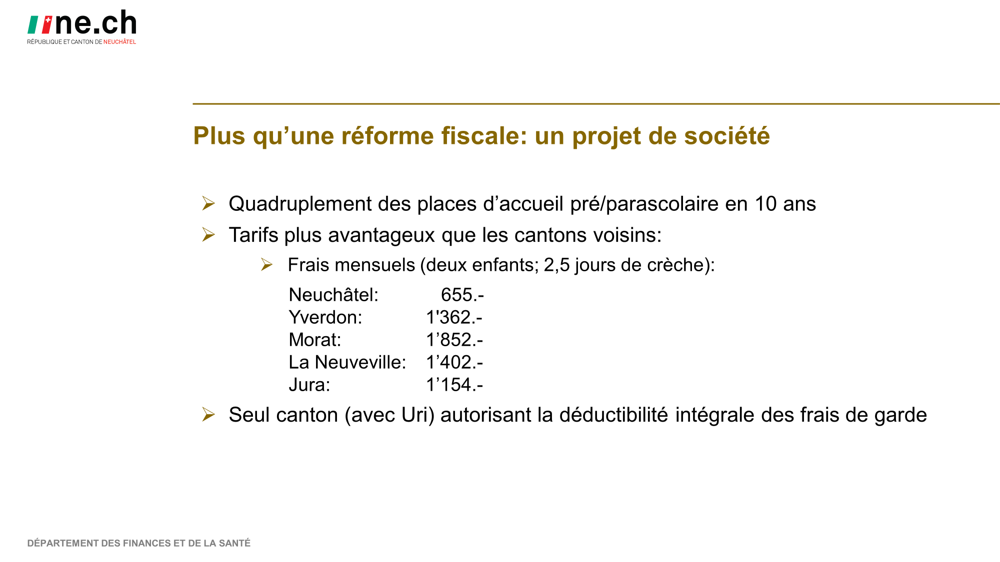 ne.ch
RÉPUBLIQUE ET CANTON DE NEUCHÂTEL
Plus qu’une réforme fiscale: un projet de société
Quadruplement des places d’accueil pré/parascolaire en 10 ans
Tarifs plus avantageux que les cantons voisins:
Frais mensuels (deux enfants; 2,5 jours de crèche):
Neuchâtel: 655.-
Yverdon: 1'362.-
Morat: 1’852.-
La Neuveville: 1’402.-
Jura: 1’154.-
Seul canton (avec Uri) autorisant la déductibilité intégrale des frais de garde
DÉPARTEMENT DES FINANCES ET DE LA SANTÉ